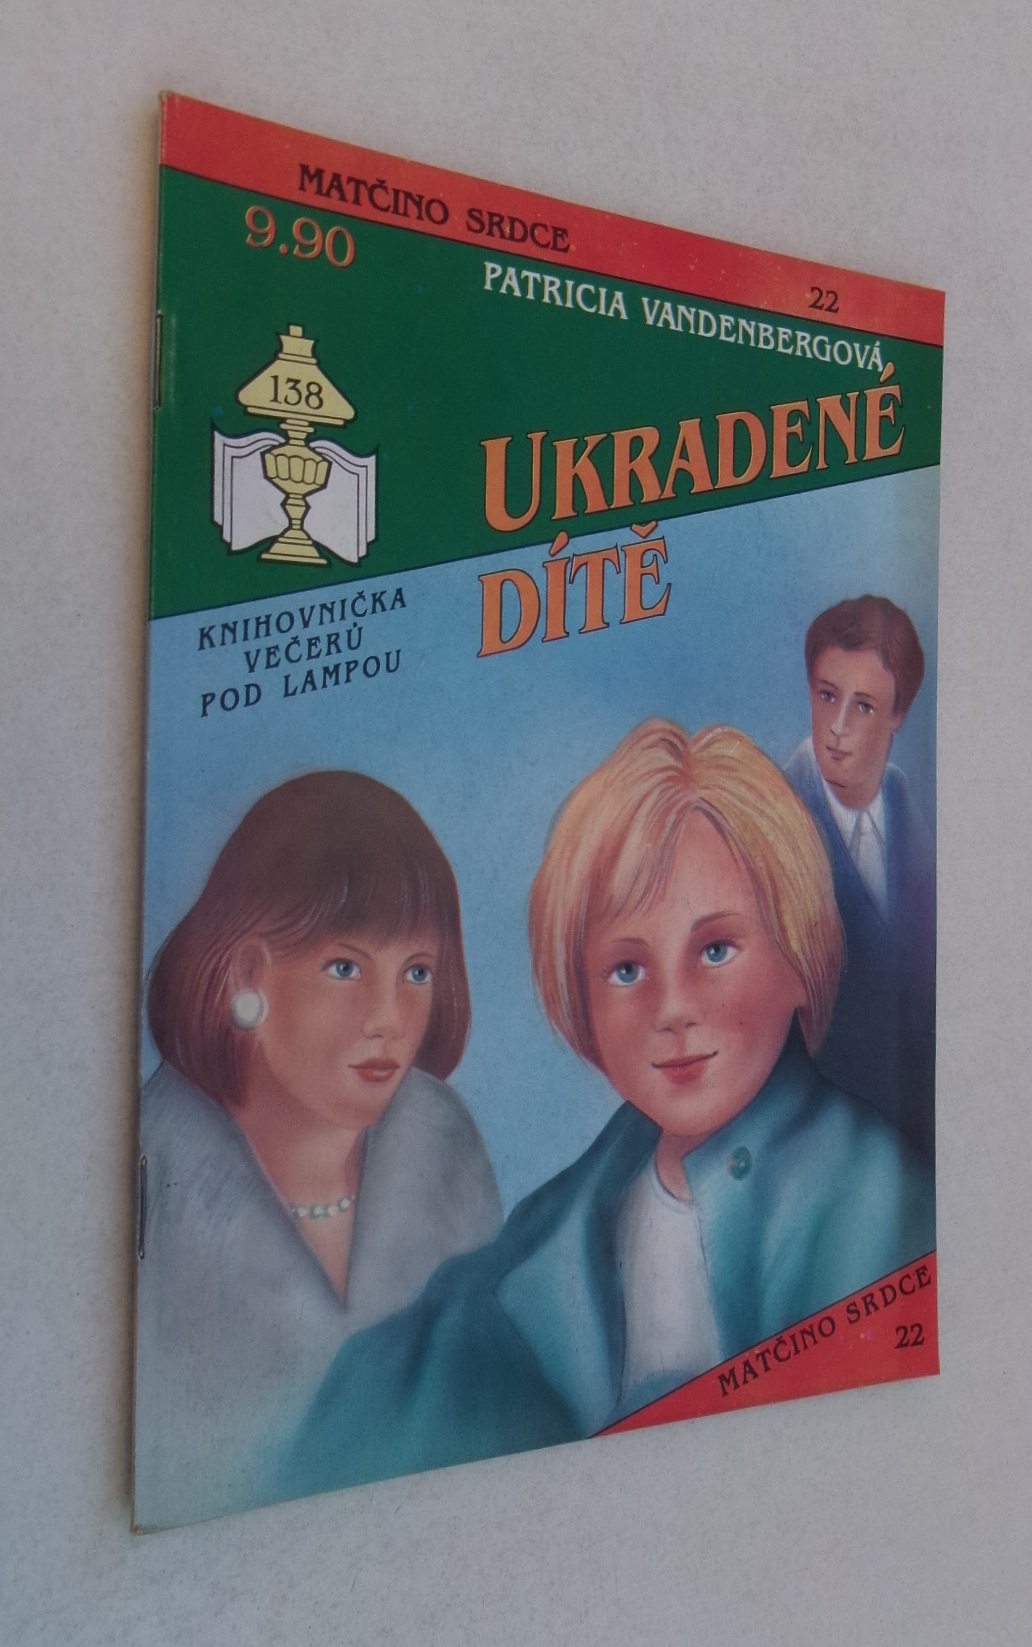 MATČINO SRDCE
22
9.90
PATRICIA VANDENBERGOVÁ
138
UKRADENÉ
DÍTĚ
KNIHOVNIČKA
VEČERŮ
POD LAMPOU
MATČINO SRDCE
22